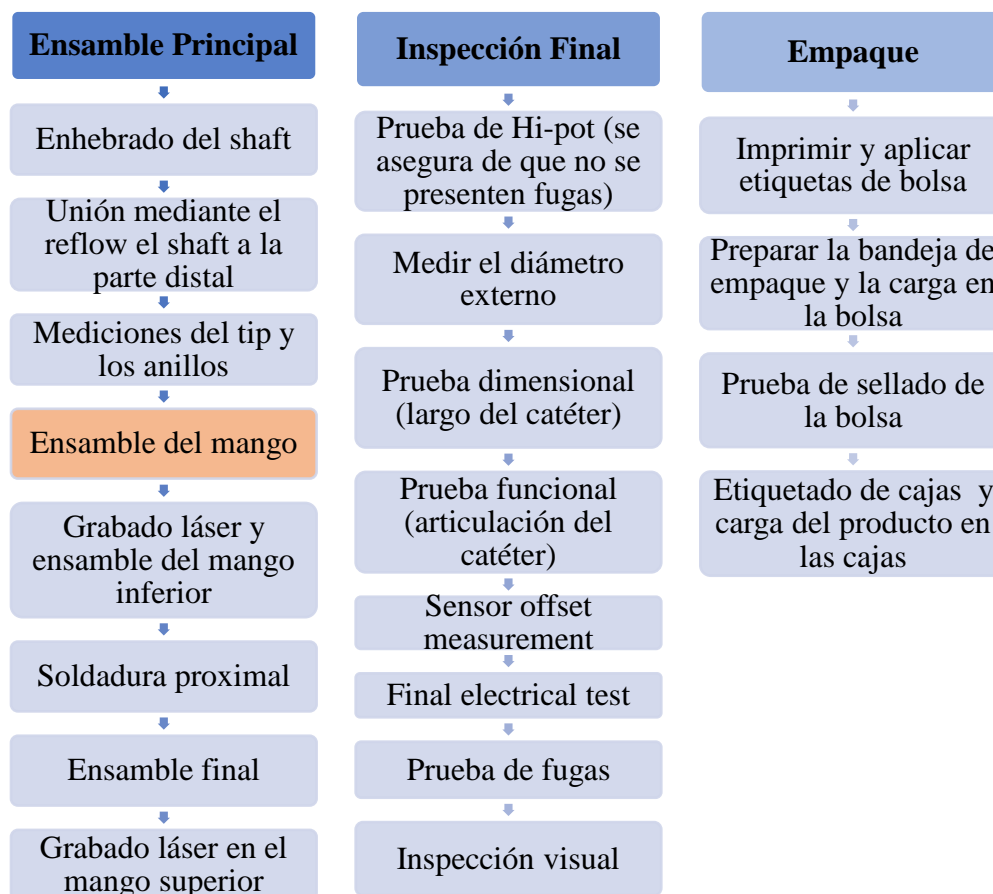 Ensamble Principal
Enhebrado del shaft
Unión mediante el
reflow el shaft a la
parte distal
Mediciones del tip y
los anillos
Ensamble del mango
Grabado láser y
ensamble del mango
inferior
Soldadura proximal
Ensamble final
Grabado láser en el
mango superior
Inspección Final
Prueba de Hi-pot (se
asegura de que no se
presenten fugas)
Medir el diámetro
externo
Prueba dimensional
(largo del catéter)
Prueba funcional
(articulación del
catéter)
Sensor offset
measurement
Final electrical test
Prueba de fugas
Inspección visual
Empaque
Imprimir y aplicar
etiquetas de bolsa
Preparar la bandeja de
empaque y la carga en
la bolsa
Prueba de sellado de
la bolsa
Etiquetado de cajas y
carga del producto en
las cajas